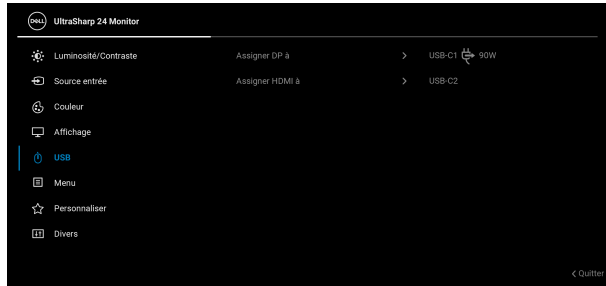 DELL UltraSharp 24 Monitor
Luminosité/Contraste
Assigner DP à
USB-C1 90W
Source entrée
Assigner HDMI à
USB-C2
Couleur
Affichage
USB
Menu
Personnaliser
Divers
Quitter